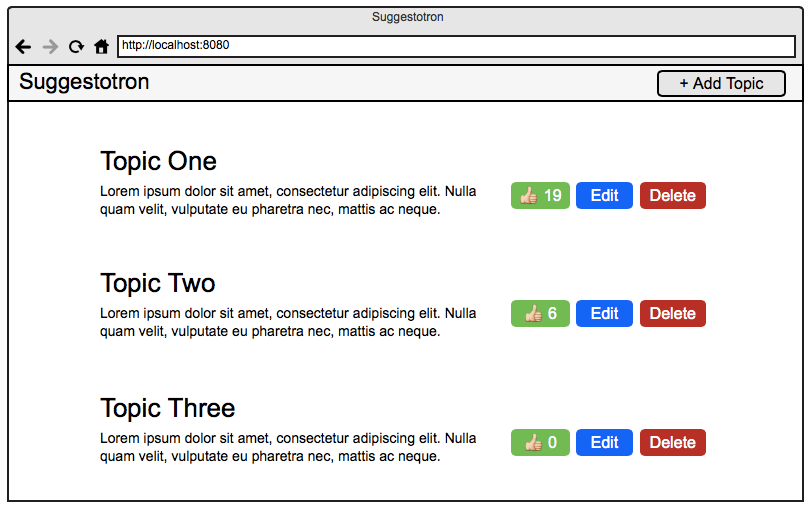 Suggestotron
http://localhost:8080
Suggestotron
+ Add Topic
Topic One
Lorem ipsum dolor sit amet, consectetur adipiscing elit. Nulla
quam velit, vulputate eu pharetra nec, mattis ac neque.
19 Edit Delete
Topic Two
Lorem ipsum dolor sit amet, consectetur adipiscing elit. Nulla
quam velit, vulputate eu pharetra nec, mattis ac neque.
6 Edit Delete
Topic Three
Lorem ipsum dolor sit amet, consectetur adipiscing elit. Nulla
quam velit, vulputate eu pharetra nec, mattis ac neque.
0 Edit Delete